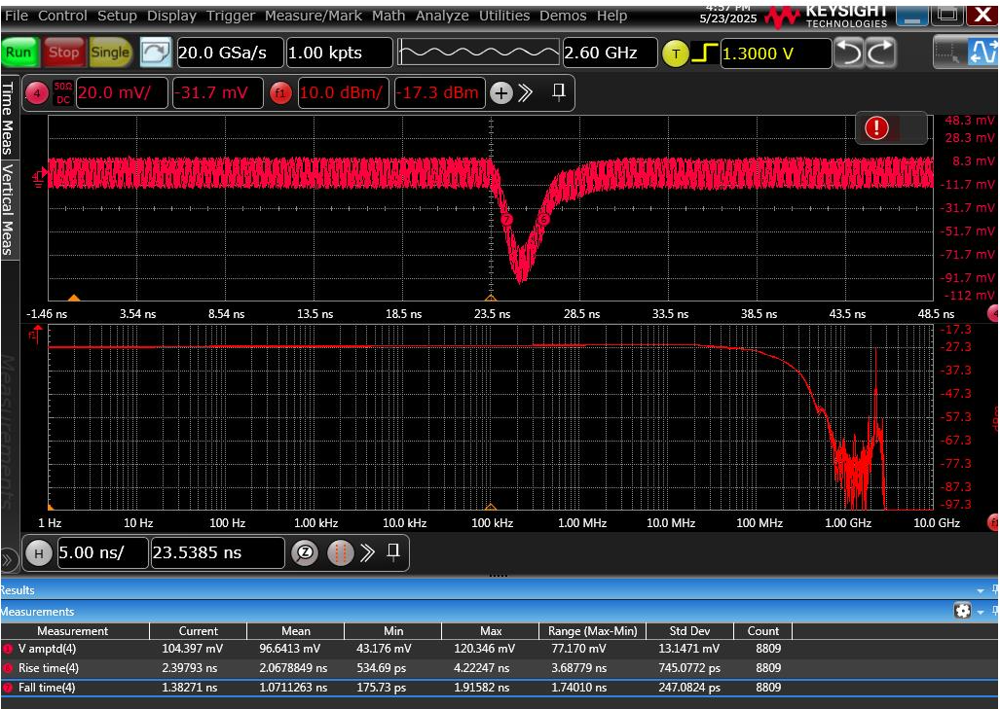 File Control Setup Display Trigger Measure/Mark Math Analyze Utilities Demos Help
4:57 PM
5/23/2025
KEYSIGHT
TECHNOLOGIES
X
Run Stop Single 20.0 GSa/s 1.00 kpts 2.60 GHz T 1.3000 V
4 50Ω DC 20.0 mV/ -31.7 mV f1 10.0 dBm/ -17.3 dBm
Time Meas
Vertical Meas
Measurements
48.3 mV
28.3 mV
8.3 mV
-11.7 mV
-31.7 mV
-51.7 mV
-71.7 mV
-91.7 mV
-112 mV
7 6
-1.46 ns 3.54 ns 8.54 ns 13.5 ns 18.5 ns 23.5 ns 28.5 ns 33.5 ns 38.5 ns 43.5 ns 48.5 ns
-17.3
-27.3
-37.3
-47.3
-57.3
-67.3
-77.3
-87.3
-97.3
dBm
1 Hz 10 Hz 100 Hz 1.00 kHz 10.0 kHz 100 kHz 1.00 MHz 10.0 MHz 100 MHz 1.00 GHz 10.0 GHz
H 5.00 ns/ 23.5385 ns
Results
Measurements
Measurement Current Mean Min Max Range (Max-Min) Std Dev Count
V amptd(4) 104.397 mV 96.6413 mV 43.176 mV 120.346 mV 77.170 mV 13.1471 mV 8809
Rise time(4) 2.39793 ns 2.0678849 ns 534.69 ps 4.22247 ns 3.68779 ns 745.0772 ps 8809
Fall time(4) 1.38271 ns 1.0711263 ns 175.73 ps 1.91582 ns 1.74010 ns 247.0824 ps 8809